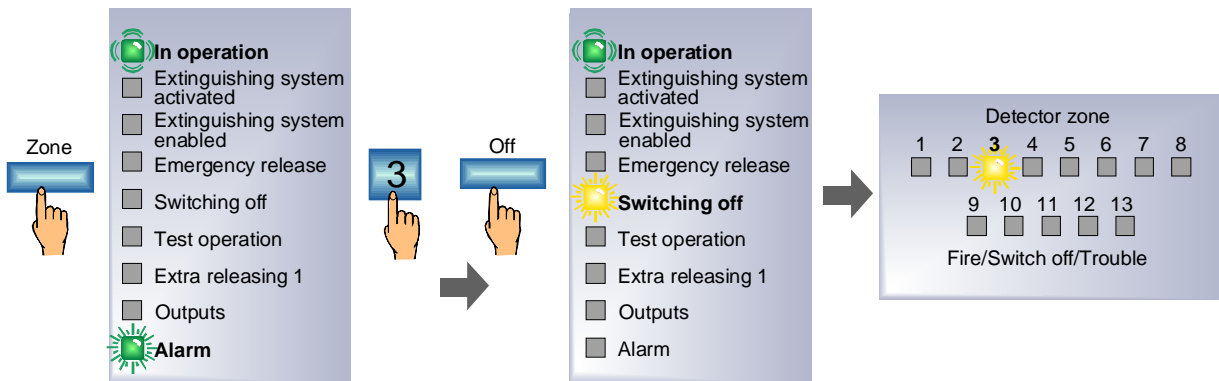 Zone
In operation
Extinguishing system
activated
Extinguishing system
enabled
Emergency release
Switching off
Test operation
Extra releasing 1
Outputs
Alarm
3
Off
In operation
Extinguishing system
activated
Extinguishing system
enabled
Emergency release
Switching off
Test operation
Extra releasing 1
Outputs
Alarm
Detector zone
1 2 3 4 5 6 7 8
9 10 11 12 13
Fire/Switch off/Trouble